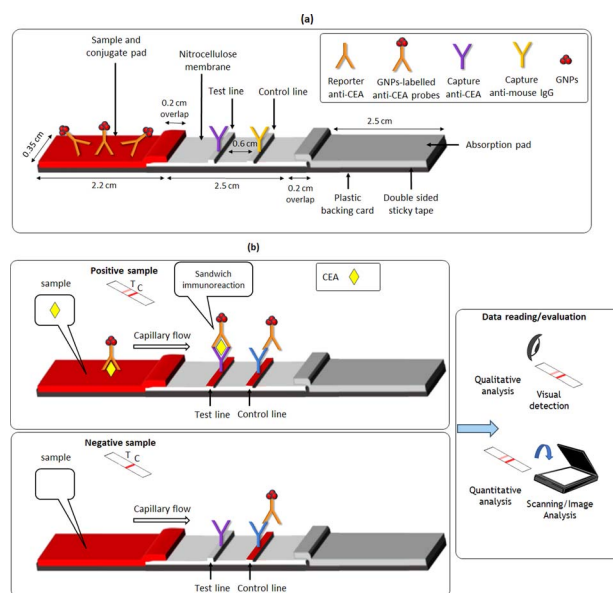 (a)
Sample and
conjugate pad
Nitrocellulose
membrane
Test line
Control line
0.2 cm
overlap
0.6 cm
0.35 cm
2.2 cm
2.5 cm
0.2 cm
overlap
2.5 cm
Absorption pad
Plastic
backing card
Double sided
sticky tape
Reporter
anti-CEA
GNPs-labelled
anti-CEA probes
Capture
anti-CEA
Capture
anti-mouse IgG
GNPs
(b)
Positive sample
sample
T C
Capillary flow
Sandwich
immunoreaction
CEA
Test line
Control line
Negative sample
sample
T C
Capillary flow
Test line
Control line
Data reading/evaluation
Qualitative
analysis
Visual
detection
Quantitative
analysis
Scanning/Image
Analysis